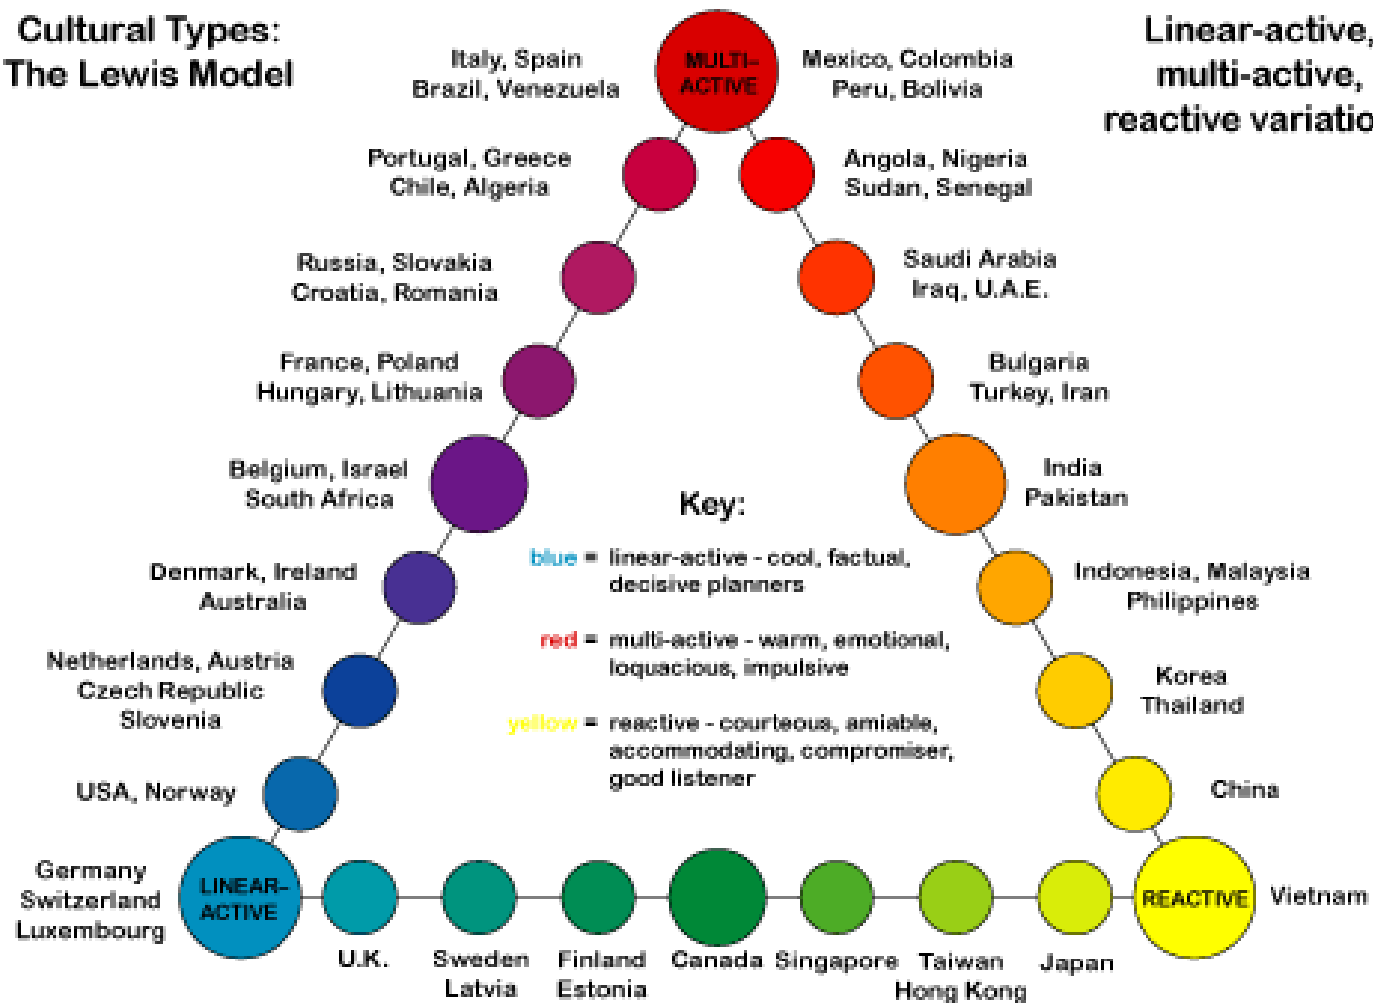 Cultural Types:
The Lewis Model
Linear-active,
multi-active,
reactive variatio
MULTI-
ACTIVE
Italy, Spain
Brazil, Venezuela
Mexico, Colombia
Peru, Bolivia
Portugal, Greece
Chile, Algeria
Angola, Nigeria
Sudan, Senegal
Russia, Slovakia
Croatia, Romania
Saudi Arabia
Iraq, U.A.E.
France, Poland
Hungary, Lithuania
Bulgaria
Turkey, Iran
Belgium, Israel
South Africa
India
Pakistan
Key:
blue = linear-active - cool, factual,
decisive planners
red = multi-active - warm, emotional,
loquacious, impulsive
yellow = reactive - courteous, amiable,
accommodating, compromiser,
good listener
Denmark, Ireland
Australia
Indonesia, Malaysia
Philippines
Netherlands, Austria
Czech Republic
Slovenia
Korea
Thailand
USA, Norway
China
Germany
Switzerland
Luxembourg
LINEAR-
ACTIVE
REACTIVE
Vietnam
U.K.
Sweden
Latvia
Finland
Estonia
Canada
Singapore
Taiwan
Hong Kong
Japan